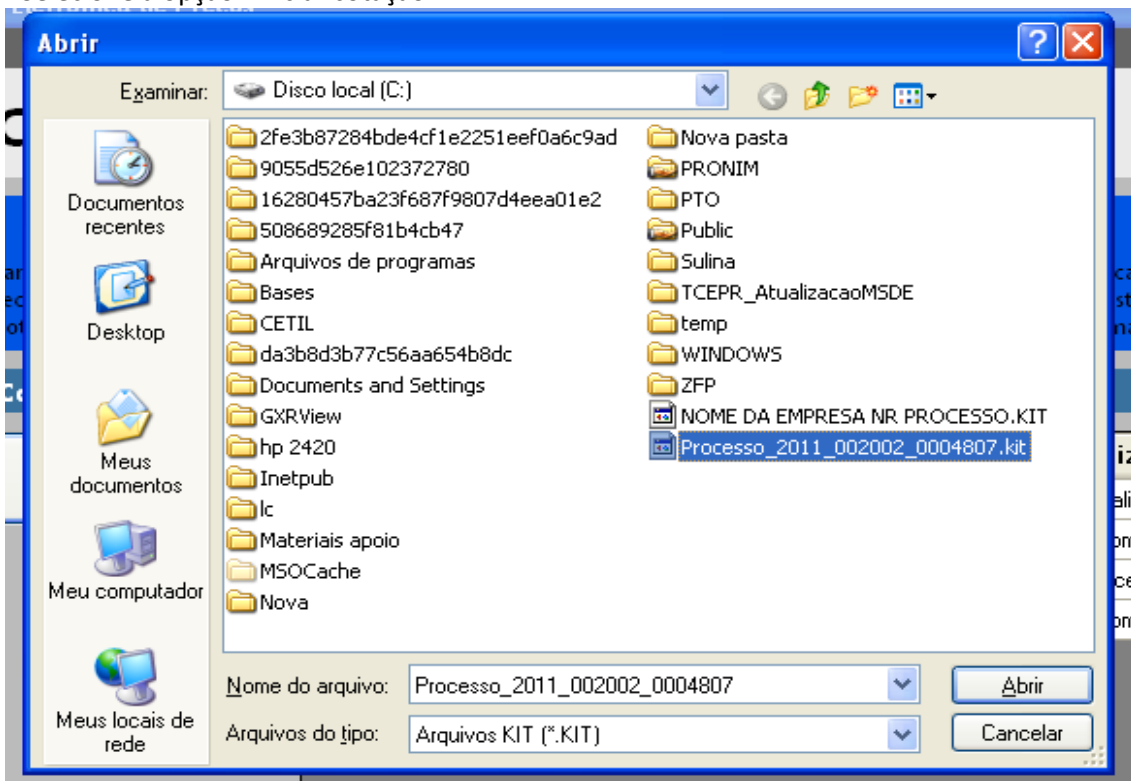 Abrir
Examinar:
Disco local (C:)
Documentos
recentes
Desktop
Meus
documentos
Meu computador
Meus locais de
rede
2fe3b87284bde4cf1e2251eef0a6c9ad
9055d526e102372780
16280457ba23f687f9807d4eea01e2
508689285f81b4cb47
Arquivos de programas
Bases
CETIL
da3b8d3b77c56aa654b8dc
Documents and Settings
GXRView
hp 2420
Inetpub
lc
Materiais apoio
MSOCache
Nova
Nova pasta
PRONIM
PTO
Public
Sulina
TCEPR_AtualizacaoMSDE
temp
WINDOWS
ZFP
NOME DA EMPRESA NR PROCESSO.KIT
Processo_2011_002002_0004807.kit
Nome do arquivo:
Processo_2011_002002_0004807
Abrir
Arquivos do tipo:
Arquivos KIT (*.KIT)
Cancelar